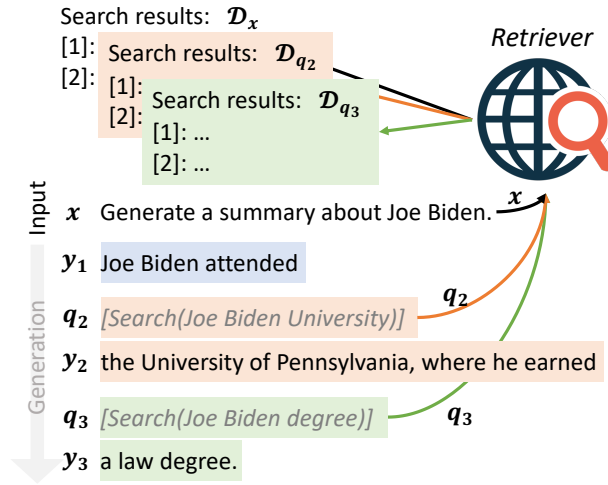 Search results: 𝓓x
[1]:
[2]:
Search results: 𝓓q2
[1]:
[2]:
Search results: 𝓓q3
[1]: ...
[2]: ...
Retriever
Input
x Generate a summary about Joe Biden.
x
Generation
y1 Joe Biden attended
q2 [Search(Joe Biden University)]
q2
y2 the University of Pennsylvania, where he earned
q3 [Search(Joe Biden degree)]
q3
y3 a law degree.